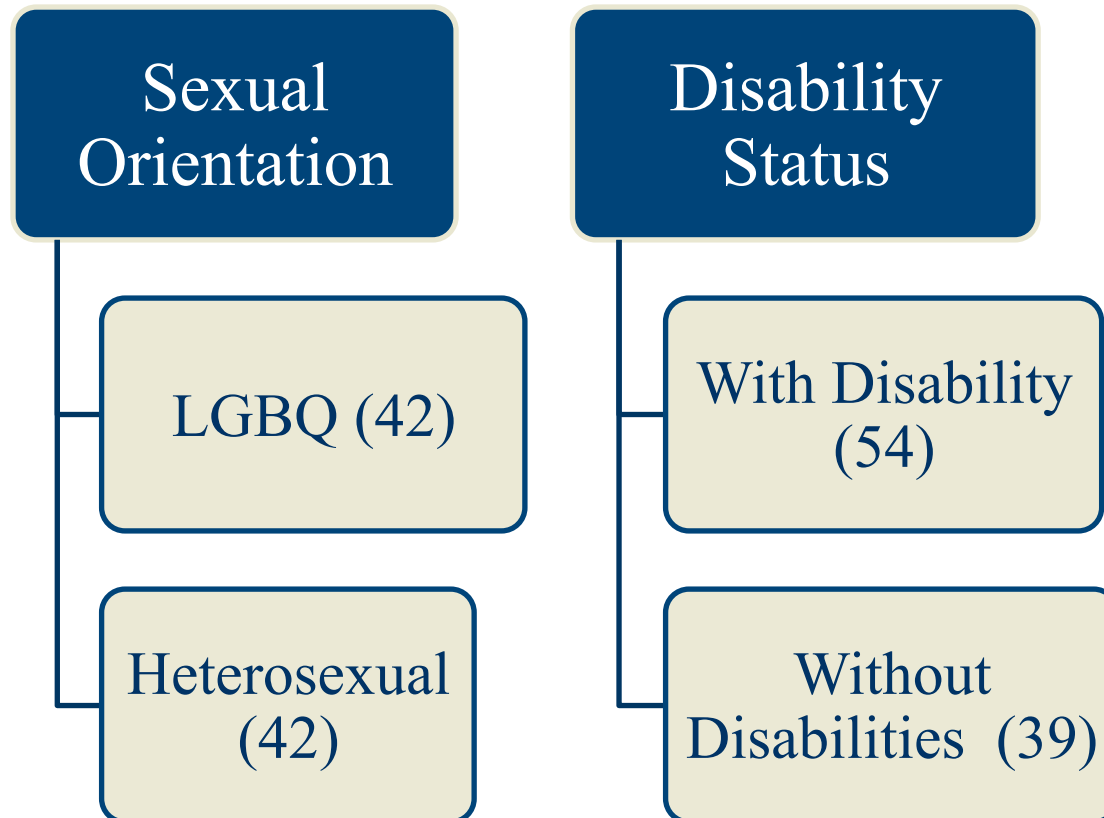 Sexual
Orientation
LGBQ (42)
Heterosexual
(42)
Disability
Status
With Disability
(54)
Without
Disabilities  (39)